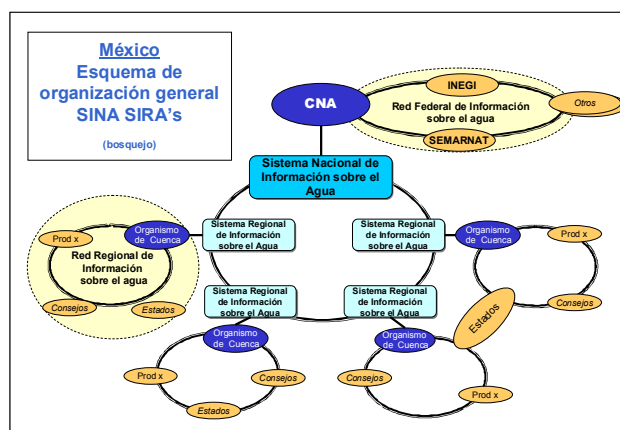 México
Esquema de
organización general
SINA SIRA's
(bosquejo)
CNA
INEGI
Red Federal de Información
sobre el agua
Otros
SEMARNAT
Sistema Nacional de
Información sobre el
Agua
Organismo
de Cuenca
Sistema Regional
de Información
sobre el Agua
Prod x
Red Regional de
Información
sobre el agua
Consejos
Estados
Sistema Regional
de Información
sobre el Agua
Organismo
de Cuenca
Prod x
Consejos
Estados
Sistema Regional
de Información
sobre el Agua
Organismo
de Cuenca
Prod x
Consejos
Estados
Sistema Regional
de Información
sobre el Agua
Organismo
de Cuenca
Consejos
Prod x